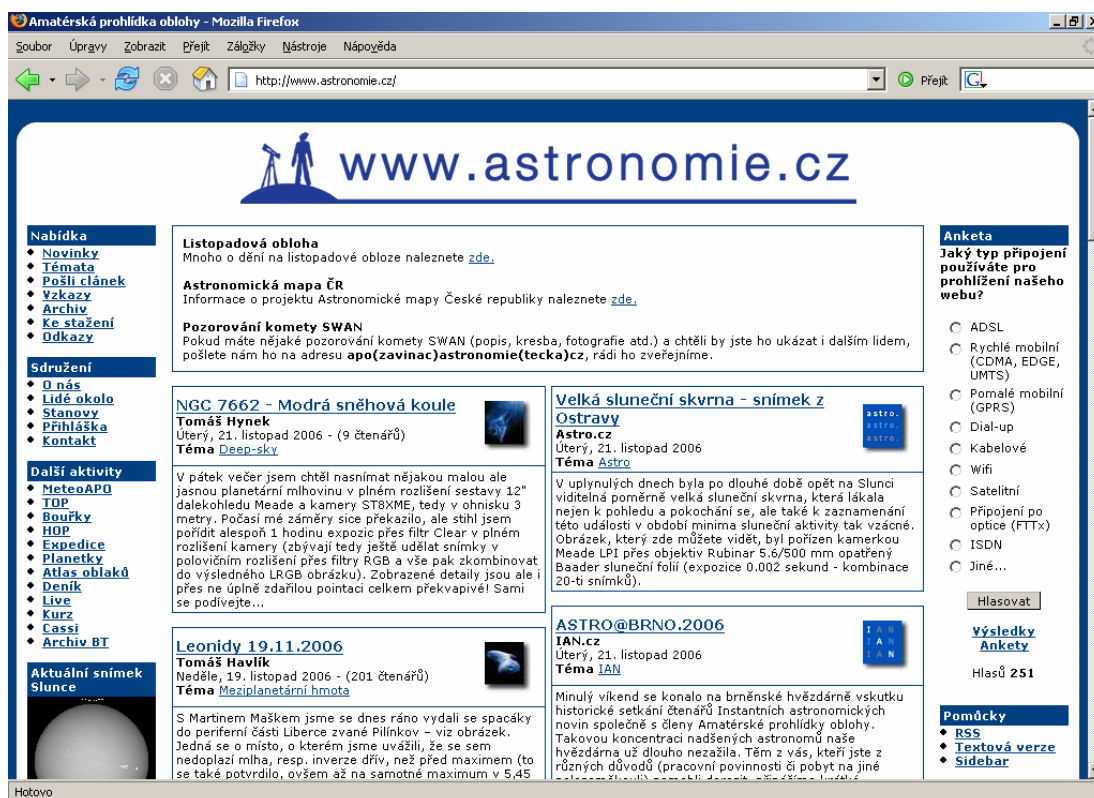 Amatérská prohlídka oblohy - Mozilla Firefox
Soubor Úpravy Zobrazit Přejít Záložky Nástroje Nápověda
http://www.astronomie.cz/
Přejít
G
www.astronomie.cz
Nabídka
Novinky
Témata
Pošli clánek
Vzkazy
Archiv
Ke stažení
Odkazy
Sdružení
O nás
Lidé okolo
Stanovy
Přihláška
Kontakt
Další aktivity
MeteoAPO
TOP
Bouřky
HOP
Expedice
Planetky
Atlas oblaků
Deník
Live
Kurz
Cassi
Archiv BT
Aktuální snímek
Slunce
Listopadová obloha
Mnoho o dění na listopadové obloze naleznete zde.
Astronomická mapa ČR
Informace o projektu Astronomické mapy České republiky naleznete zde.
Pozorování komety SWAN
Pokud máte nějaké pozorování komety SWAN (popis, kresba, fotografie atd.) a chtěli by jste ho ukázat i dalším lidem,
pošlete nám ho na adresu apo(zavinac)astronomie(tecka)cz, rádi ho zveřejníme.
NGC 7662 - Modrá sněhová koule
Tomáš Hynek
Úterý, 21. listopad 2006 - (9 čtenářů)
Téma Deep-sky
V pátek večer jsem chtěl nasnímat nějakou malou ale
jasnou planetární mlhovinu v plném rozlišení sestavy 12"
dalekohledu Meade a kamery ST8XME, tedy v ohnisku 3
metry. Počasí mé záměry sice překazilo, ale stihl jsem
pořídit alespoň 1 hodinu expozic přes filtr Clear v plném
rozlišení kamery (zbývají tedy ještě udělat snímky v
polovičním rozlišení přes filtry RGB a vše pak zkombinovat
do výsledného LRGB obrázku). Zobrazené detaily jsou ale i
přes ne úplně zdařilou pointaci celkem překvapivé! Sami
se podívejte...
Leonidy 19.11.2006
Tomáš Havlík
Neděle, 19. listopad 2006 - (201 čtenářů)
Téma Meziplanetární hmota
S Martinem Maškem jsme se dnes ráno vydali se spacáky
do periferní části Liberce zvané Pilínkov – viz obrázek.
Jedná se o místo, o kterém jsme uvážili, že se sem
nedoplazí mlha, resp. inverze dřív, než před maximem (to
se také potvrdilo, ovšem až na samotné maximum v 5,45
Velká sluneční skvrna - snímek z
Ostravy
Astro.cz
Úterý, 21. listopad 2006
Téma Astro
astro.
astro.
astro.
V uplynulých dnech byla po dlouhé době opět na Slunci
viditelná poměrně velká sluneční skvrna, která lákala
nejen k pohledu a pokochání se, ale také k zaznamenání
této události v období minima sluneční aktivity tak vzácné.
Obrázek, který zde můžete vidět, byl pořízen kamerkou
Meade LPI přes objektiv Rubinar 5.6/500 mm opatřený
Baader sluneční folií (expozice 0.002 sekund - kombinace
20-ti snímků).
ASTRO@BRNO.2006
IAN.cz
Úterý, 21. listopad 2006
Téma IAN
I A N
I A N
I A N
Minulý víkend se konalo na brněnské hvězdárně vskutku
historické setkání čtenářů Instantních astronomických
novin společně s členy Amatérské prohlídky oblohy.
Takovou koncentraci nadšených astronomů naše
hvězdárna už dlouho nezažila. Těm z vás, kteří jste z
různých důvodů (pracovní povinnosti či pobyt na jiné
Anketa
Jaký typ připojení
používáte pro
prohlížení našeho
webu?
ADSL
Rychlé mobilní
(CDMA, EDGE,
UMTS)
Pomalé mobilní
(GPRS)
Dial-up
Kabelové
Wifi
Satelitní
Připojení po
optice (FTTx)
ISDN
Jiné...
Hlasovat
Výsledky
Ankety
Hlasů 251
Pomůcky
RSS
Textová verze
Sidebar
Hotovo